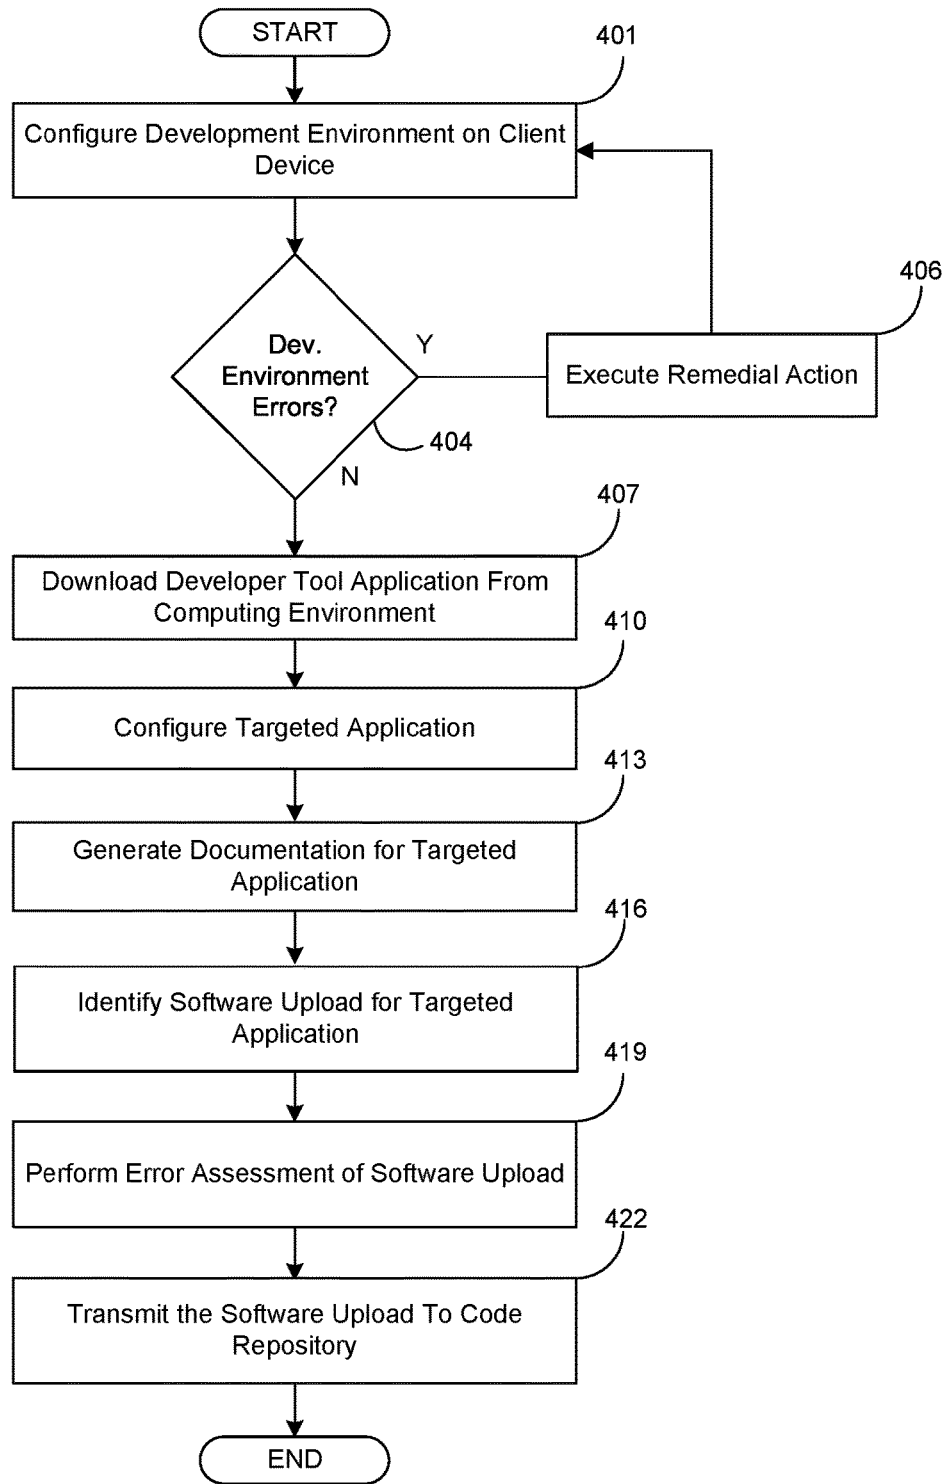 START
401
Configure Development Environment on Client
Device
406
Dev.
Environment
Errors?
Y
Execute Remedial Action
404
N
407
Download Developer Tool Application From
Computing Environment
410
Configure Targeted Application
413
Generate Documentation for Targeted
Application
416
Identify Software Upload for Targeted
Application
419
Perform Error Assessment of Software Upload
422
Transmit the Software Upload To Code
Repository
END